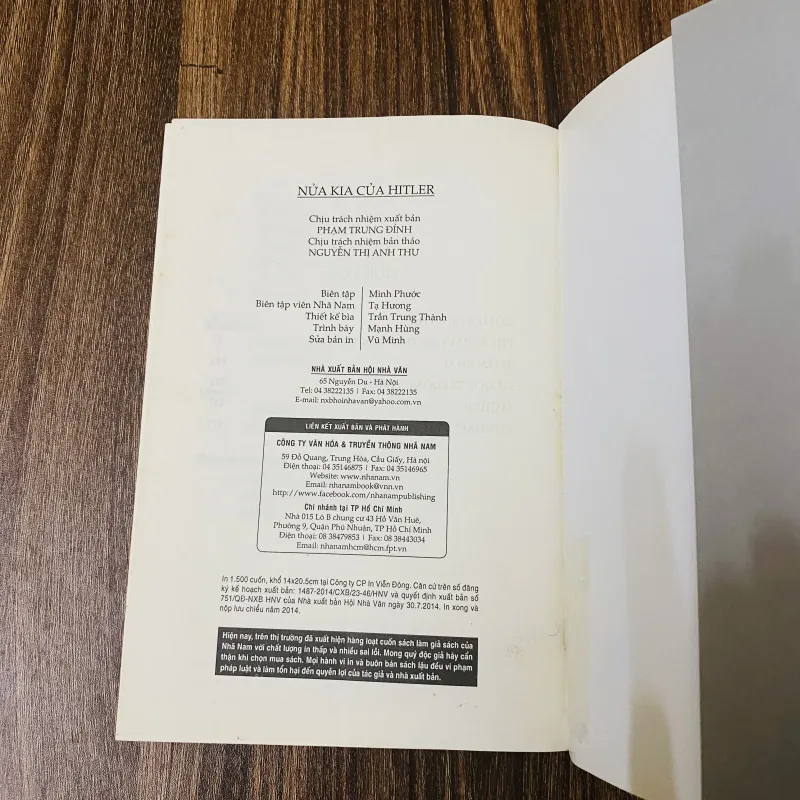 NỬA KIA CỦA HITLER
Chịu trách nhiệm xuất bản
PHẠM TRUNG ĐỈNH
Chịu trách nhiệm bản thảo
NGUYỄN THỊ ANH THƯ
Biên tập Minh Phước
Biên tập viên Nhã Nam Tạ Hương
Thiết kế bìa Trần Trung Thành
Trình bày Mạnh Hùng
Sửa bản in Vũ Minh
NHÀ XUẤT BẢN HỘI NHÀ VĂN
65 Nguyễn Du - Hà Nội
Tel: 04 38222135 | Fax: 04 38222135
E-mail: nxbhoinhavan@yahoo.com.vn
LIÊN KẾT XUẤT BẢN VÀ PHÁT HÀNH
CÔNG TY VĂN HÓA & TRUYỀN THÔNG NHÃ NAM
59 Đỗ Quang, Trung Hòa, Cầu Giấy, Hà nội
Điện thoại: 04 35146875 | Fax: 04 35146965
Website: www.nhanam.vn
Email: nhanambook@vnn.vn
http://www.facebook.com/nhanampublishing
Chi nhánh tại TP Hồ Chí Minh
Nhà 015 Lô B chung cư 43 Hồ Văn Huê,
Phường 9, Quận Phú Nhuận, TP Hồ Chí Minh
Điện thoại: 08 38479853 | Fax: 08 38443034
Email: nhanamhcm@hcm.fpt.vn
In 1.500 cuốn, khổ 14x20.5cm tại Công ty CP In Viễn Đông. Căn cứ trên số đăng
ký kế hoạch xuất bản: 1487-2014/CXB/23-46/HNV và quyết định xuất bản số
751/QĐ-NXB HNV của Nhà xuất bản Hội Nhà Văn ngày 30.7.2014. In xong và
nộp lưu chiểu năm 2014.
Hiện nay, trên thị trường đã xuất hiện hàng loạt cuốn sách làm giả sách của
Nhã Nam với chất lượng in thấp và nhiều sai lỗi. Mong quý độc giả hãy cẩn
thận khi chọn mua sách. Mọi hành vi in và buôn bán sách lậu đều vi phạm
pháp luật và làm tổn hại đến quyền lợi của tác giả và nhà xuất bản.